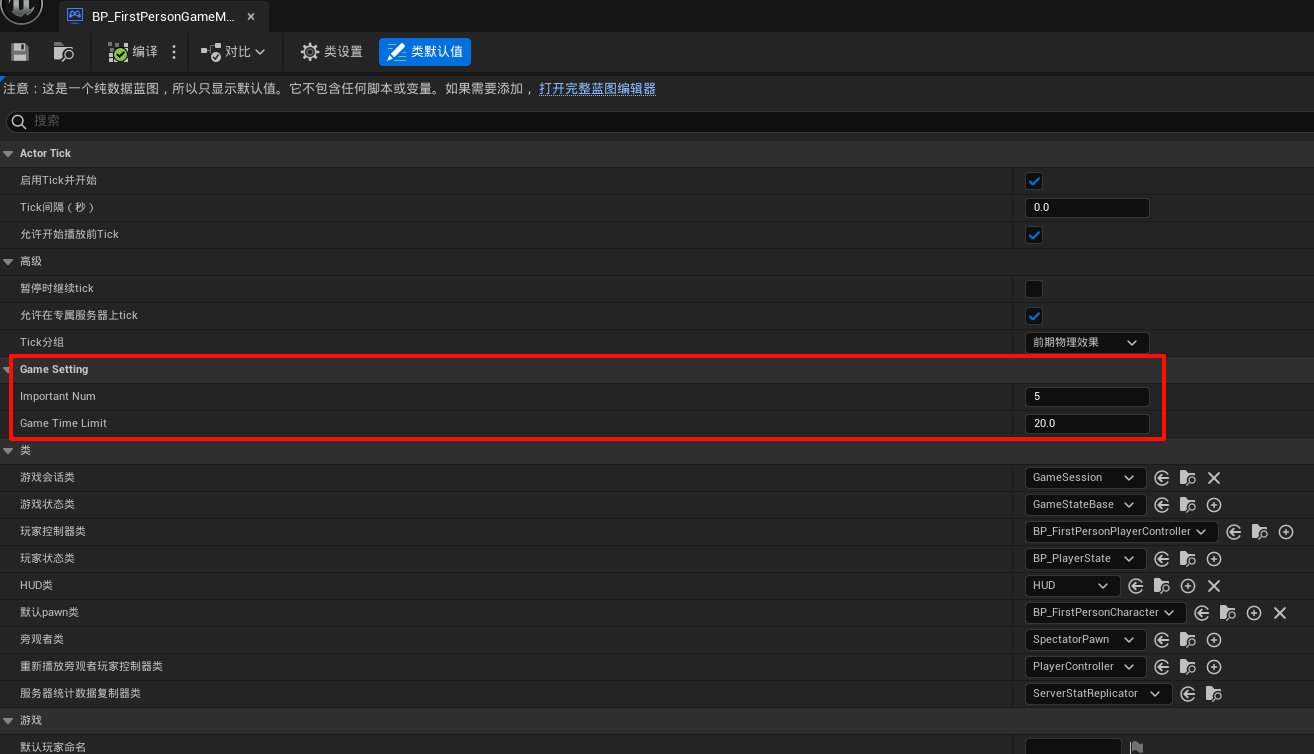 BP_FirstPersonGameM...
编译 对比 类设置 类默认值
注意：这是一个纯数据蓝图，所以只显示默认值。它不包含任何脚本或变量。如果需要添加， 打开完整蓝图编辑器
搜索
Actor Tick
启用Tick并开始
Tick间隔（秒） 0.0
允许开始播放前Tick
高级
暂停时继续tick
允许在专属服务器上tick
Tick分组 前期物理效果
Game Setting
Important Num 5
Game Time Limit 20.0
类
游戏会话类 GameSession
游戏状态类 GameStateBase
玩家控制器类 BP_FirstPersonPlayerController
玩家状态类 BP_PlayerState
HUD类 HUD
默认pawn类 BP_FirstPersonCharacter
旁观者类 SpectatorPawn
重新播放旁观者玩家控制器类 PlayerController
服务器统计数据复制器类 ServerStatReplicator
游戏
默认玩家命名